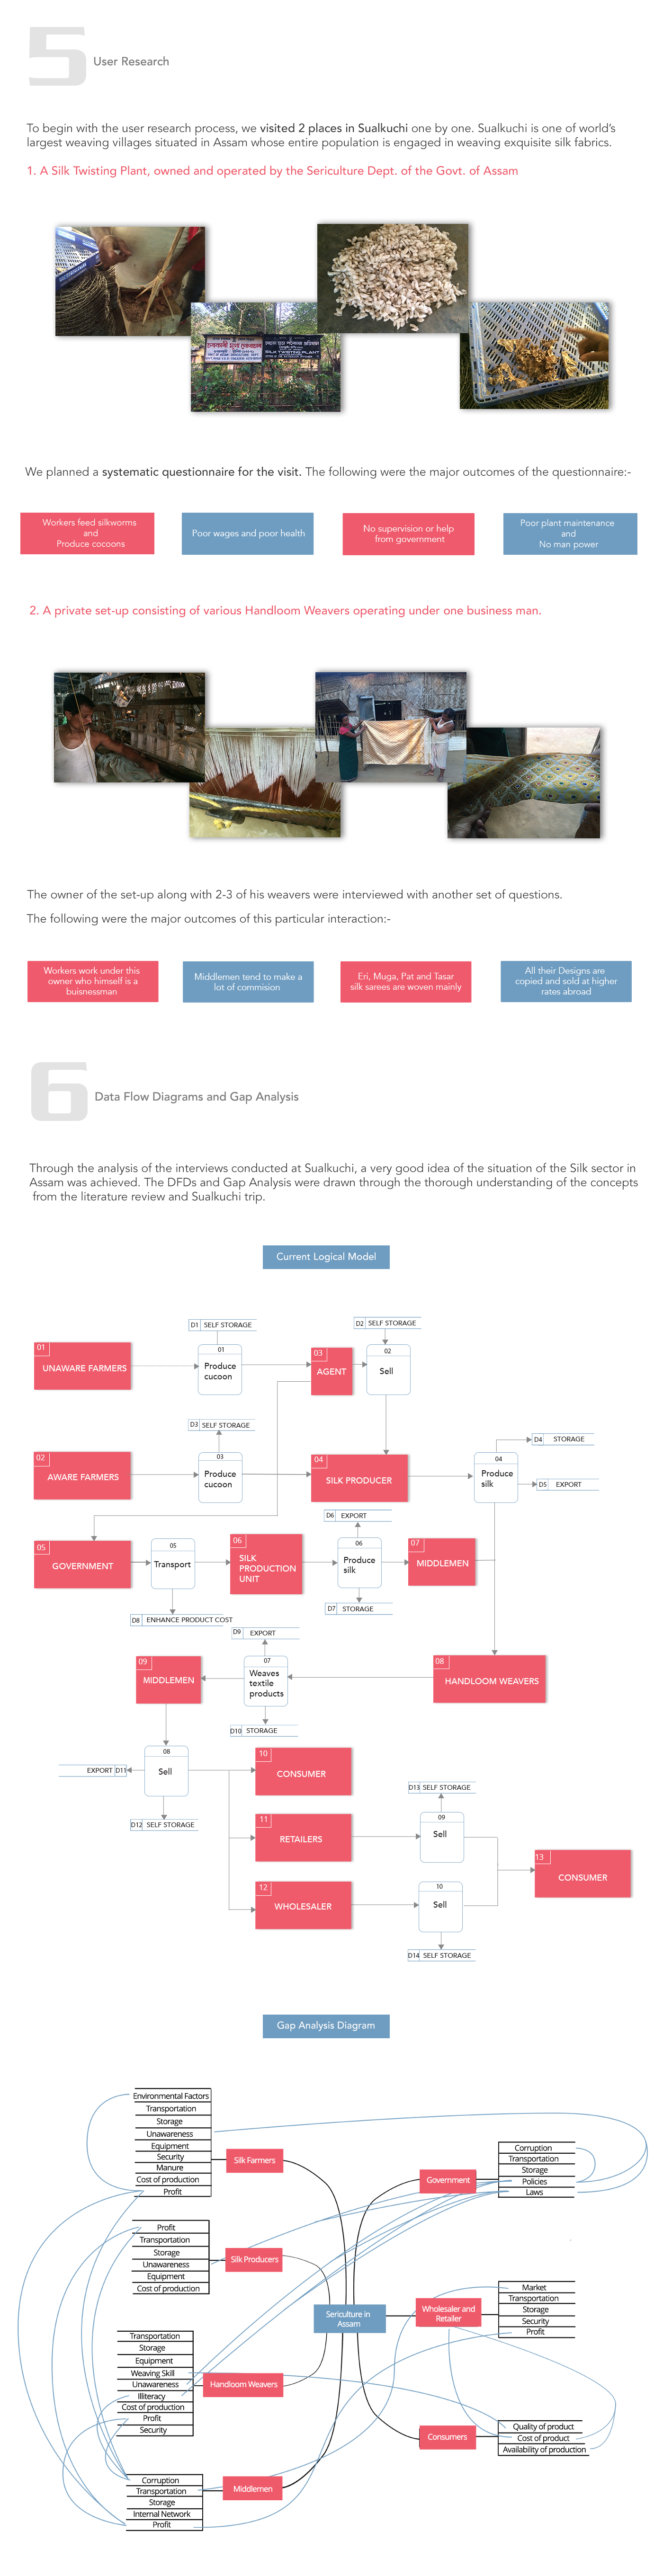 5
User Research
To begin with the user research process, we visited 2 places in Sualkuchi one by one. Sualkuchi is one of world's
largest weaving villages situated in Assam whose entire population is engaged in weaving exquisite silk fabrics.
1. A Silk Twisting Plant, owned and operated by the Sericulture Dept. of the Govt. of Assam
SILK TWISTING PLANT
We planned a systematic questionnaire for the visit. The following were the major outcomes of the questionnaire:-
Workers feed silkworms
and
Produce cocoons
Poor wages and poor health
No supervision or help
from government
Poor plant maintenance
and
No man power
2. A private set-up consisting of various Handloom Weavers operating under one business man.
The owner of the set-up along with 2-3 of his weavers were interviewed with another set of questions.
The following were the major outcomes of this particular interaction:-
Workers work under this
owner who himself is a
buisnessman
Middlemen tend to make a
lot of commision
Eri, Muga, Pat and Tasar
silk sarees are woven mainly
All their Designs are
copied and sold at higher
rates abroad
6
Data Flow Diagrams and Gap Analysis
Through the analysis of the interviews conducted at Sualkuchi, a very good idea of the situation of the Silk sector in
Assam was achieved. The DFDs and Gap Analysis were drawn through the thorough understanding of the concepts
from the literature review and Sualkuchi trip.
Current Logical Model
D1 SELF STORAGE
D2 SELF STORAGE
01
UNAWARE FARMERS
01
Produce
cucoon
03
AGENT
02
Sell
D3 SELF STORAGE
02
AWARE FARMERS
03
Produce
cucoon
04
SILK PRODUCER
04
Produce
silk
D4 STORAGE
D5 EXPORT
D6 EXPORT
05
GOVERNMENT
05
Transport
06
SILK
PRODUCTION
UNIT
06
Produce
silk
07
MIDDLEMEN
D7 STORAGE
D8 ENHANCE PRODUCT COST
D9 EXPORT
09
MIDDLEMEN
07
Weaves
textile
products
08
HANDLOOM WEAVERS
D10 STORAGE
EXPORT D11
08
Sell
10
CONSUMER
D12 SELF STORAGE
D13 SELF STORAGE
11
RETAILERS
09
Sell
13
CONSUMER
12
WHOLESALER
10
Sell
D14 SELF STORAGE
Gap Analysis Diagram
Environmental Factors
Transportation
Storage
Unawareness
Equipment
Security
Manure
Cost of production
Profit
Silk Farmers
Government
Corruption
Transportation
Storage
Policies
Laws
Profit
Transportation
Storage
Unawareness
Equipment
Cost of production
Silk Producers
Sericulture in
Assam
Wholesaler and
Retailer
Market
Transportation
Storage
Security
Profit
Transportation
Storage
Equipment
Weaving Skill
Unawareness
Illiteracy
Cost of production
Profit
Security
Handloom Weavers
Consumers
Quality of product
Cost of product
Availability of production
Corruption
Transportation
Storage
Internal Network
Profit
Middlemen